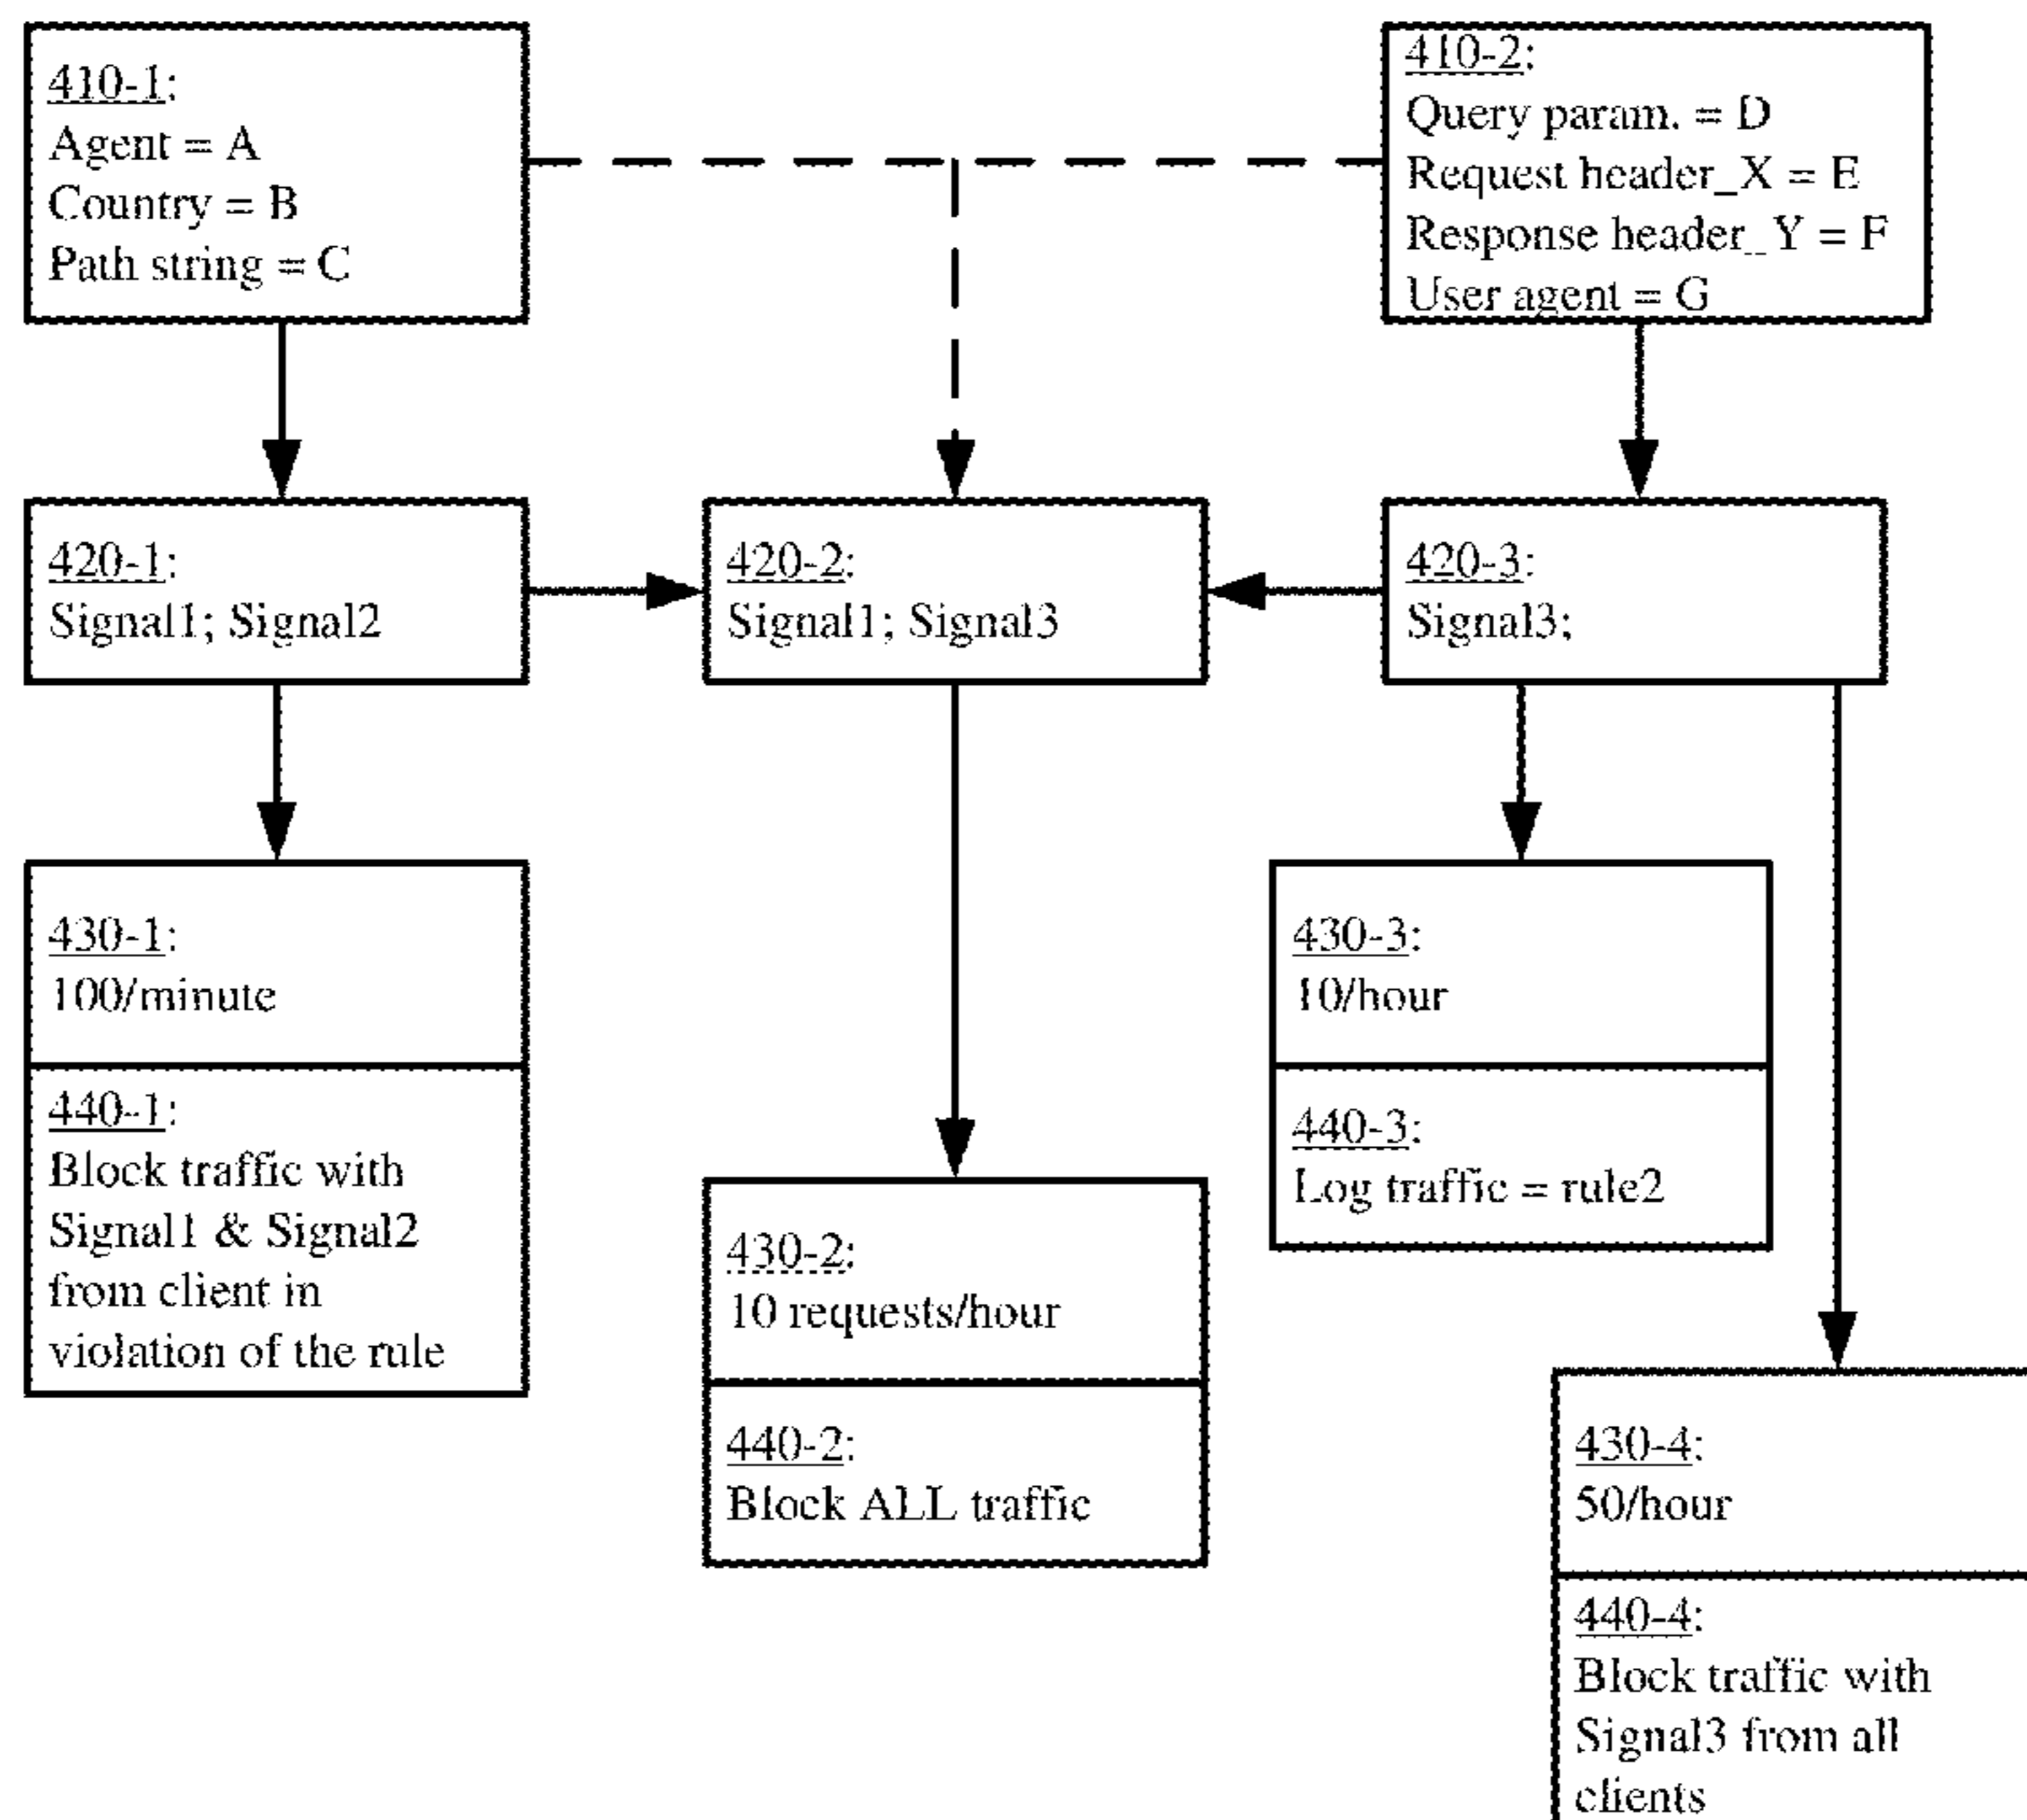 410-1:
Agent = A
Country = B
Path string = C
410-2:
Query param. = D
Request header_X = E
Response header_Y = F
User agent = G
420-1:
Signal1; Signal2
420-2:
Signal1; Signal3
420-3:
Signal3;
430-1:
100/minute
440-1:
Block traffic with
Signal1 & Signal2
from client in
violation of the rule
430-2:
10 requests/hour
440-2:
Block ALL traffic
430-3:
10/hour
440-3:
Log traffic = rule2
430-4:
50/hour
440-4:
Block traffic with
Signal3 from all
clients